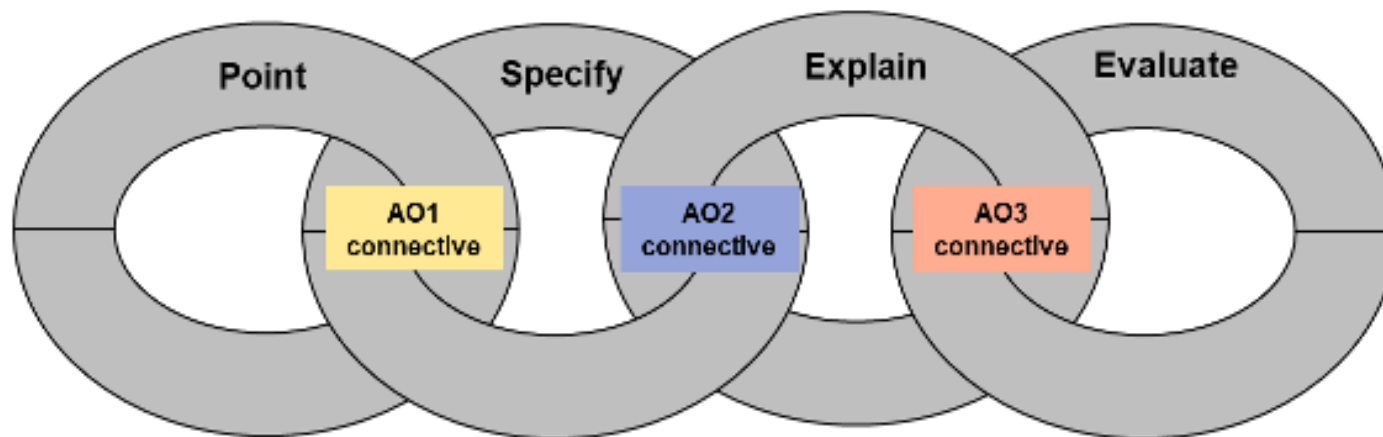 Point
Specify
Explain
Evaluate
AO1
connective
AO2
connective
AO3
connective